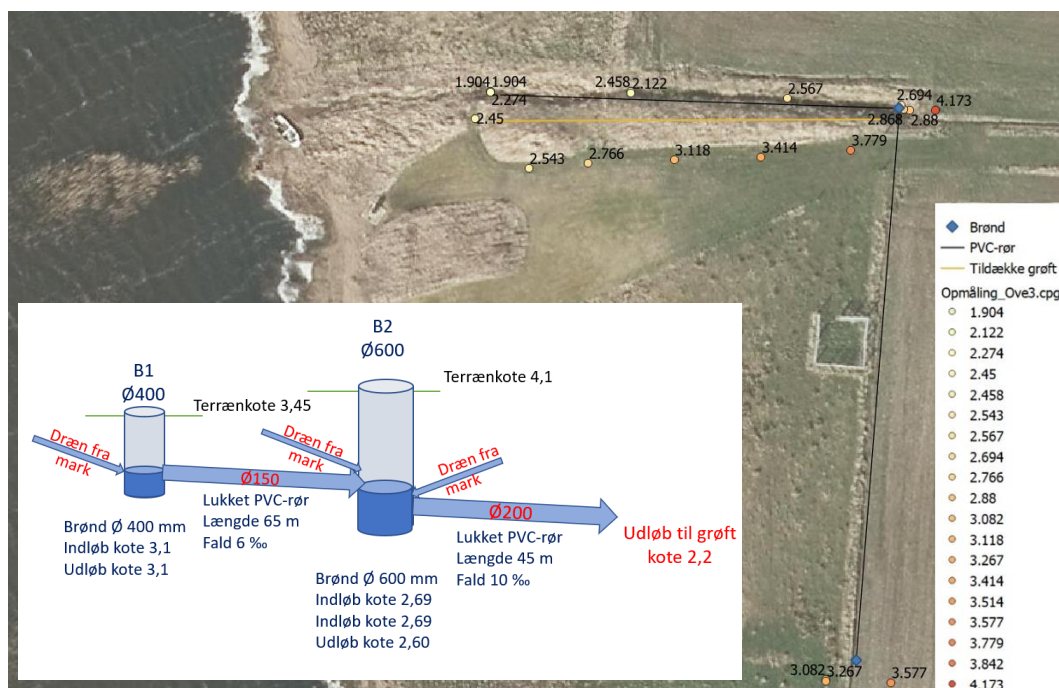 1.904
1.904
2.274
2.45
2.458
2.122
2.567
2.694
4.173
2.868
2.88
2.543
2.766
3.118
3.414
3.779
Brønd
PVC-rør
Tildække grøft
Opmåling_Ove3.cpg
1.904
2.122
2.274
2.45
2.458
2.543
2.567
2.694
2.766
2.88
3.082
3.118
3.267
3.414
3.514
3.577
3.779
3.842
4.173
B1
Ø400
Terrænkote 3,45
Dræn fra
mark
Ø150
Lukket PVC-rør
Længde 65 m
Fald 6 ‰
Brønd Ø 400 mm
Indløb kote 3,1
Udløb kote 3,1
B2
Ø600
Terrænkote 4,1
Dræn fra
mark
Dræn fra
mark
Ø200
Lukket PVC-rør
Længde 45 m
Fald 10 ‰
Brønd Ø 600 mm
Indløb kote 2,69
Indløb kote 2,69
Udløb kote 2,60
Udløb til grøft
kote 2,2
3.082
3.267
3.577